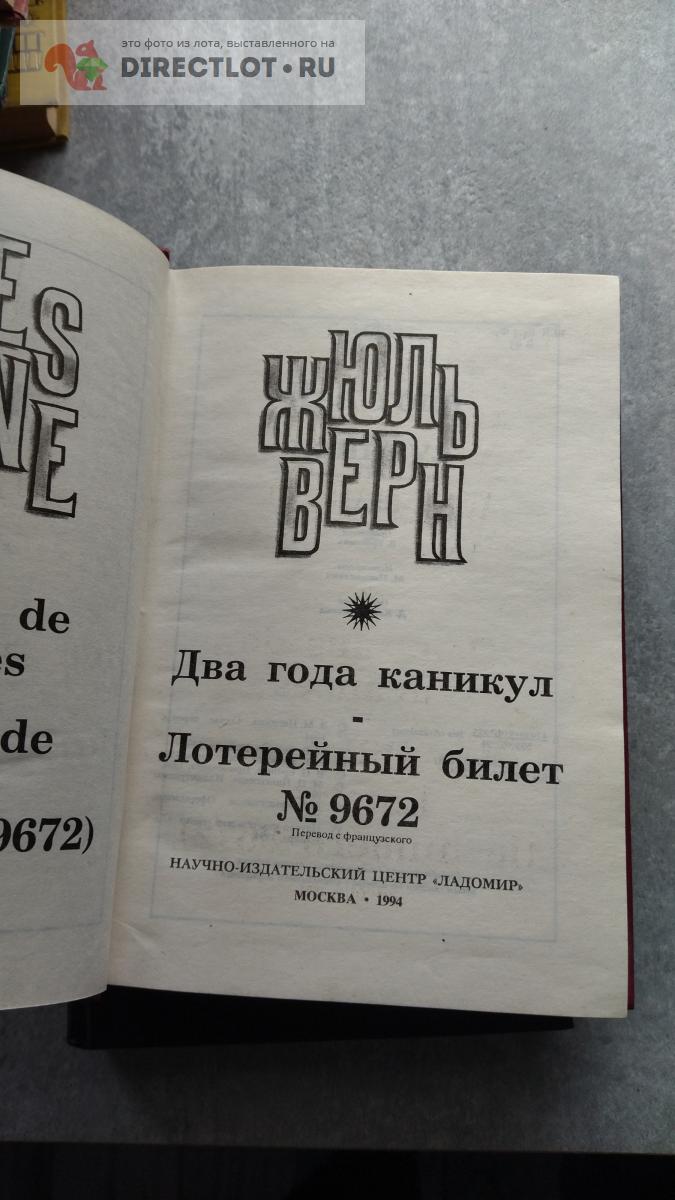 это фото из лота, выставленного на
DIRECTLOT•RU
ES
NE
de
es
de
9672)
ЖЮЛЬ
ВЕРН
Два года каникул
-
Лотерейный билет
№ 9672
Перевод с французского
НАУЧНО-ИЗДАТЕЛЬСКИЙ ЦЕНТР «ЛАДОМИР»
МОСКВА • 1994